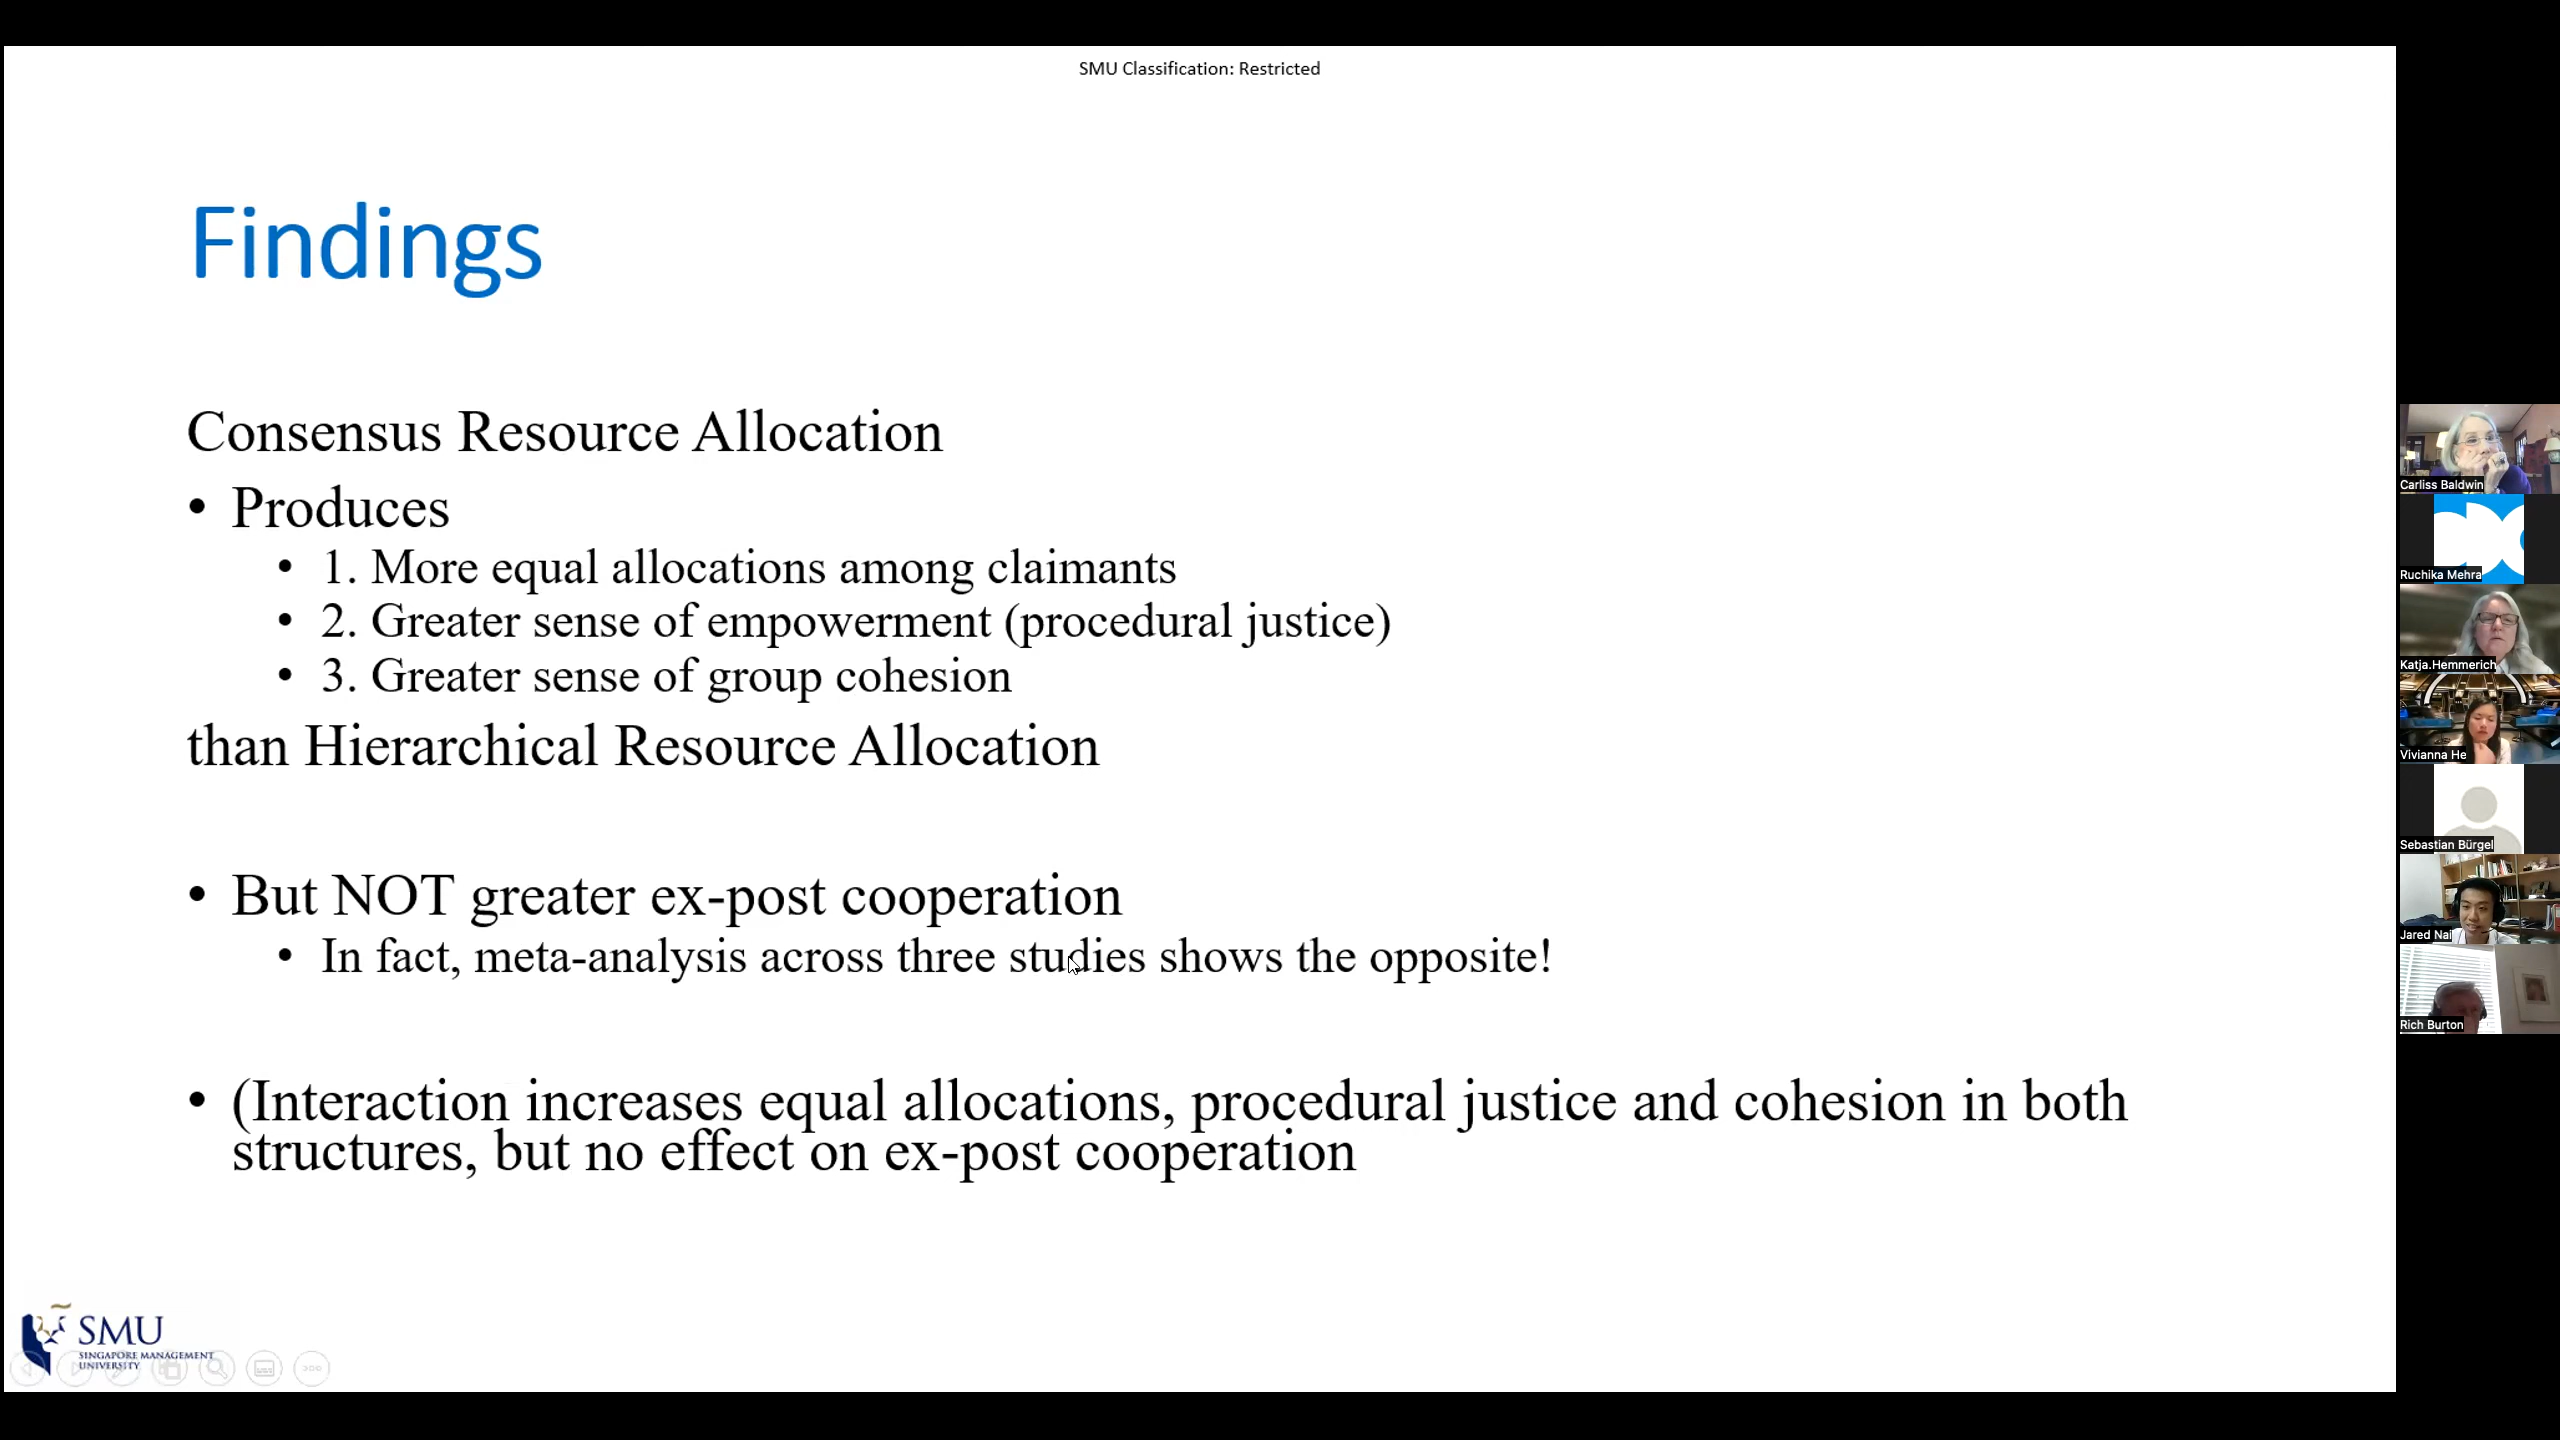 SMU Classification: Restricted
Findings
Consensus Resource Allocation
• Produces
• 1. More equal allocations among claimants
• 2. Greater sense of empowerment (procedural justice)
• 3. Greater sense of group cohesion
than Hierarchical Resource Allocation
• But NOT greater ex-post cooperation
• In fact, meta-analysis across three studies shows the opposite!
• (Interaction increases equal allocations, procedural justice and cohesion in both
structures, but no effect on ex-post cooperation
SMU
SINGAPORE MANAGEMENT
UNIVERSITY
Carliss Baldwin
Ruchika Mehra
Katja.Hemmerich
Vivianna He
Sebastian Bürgel
Jared Nai
Rich Burton